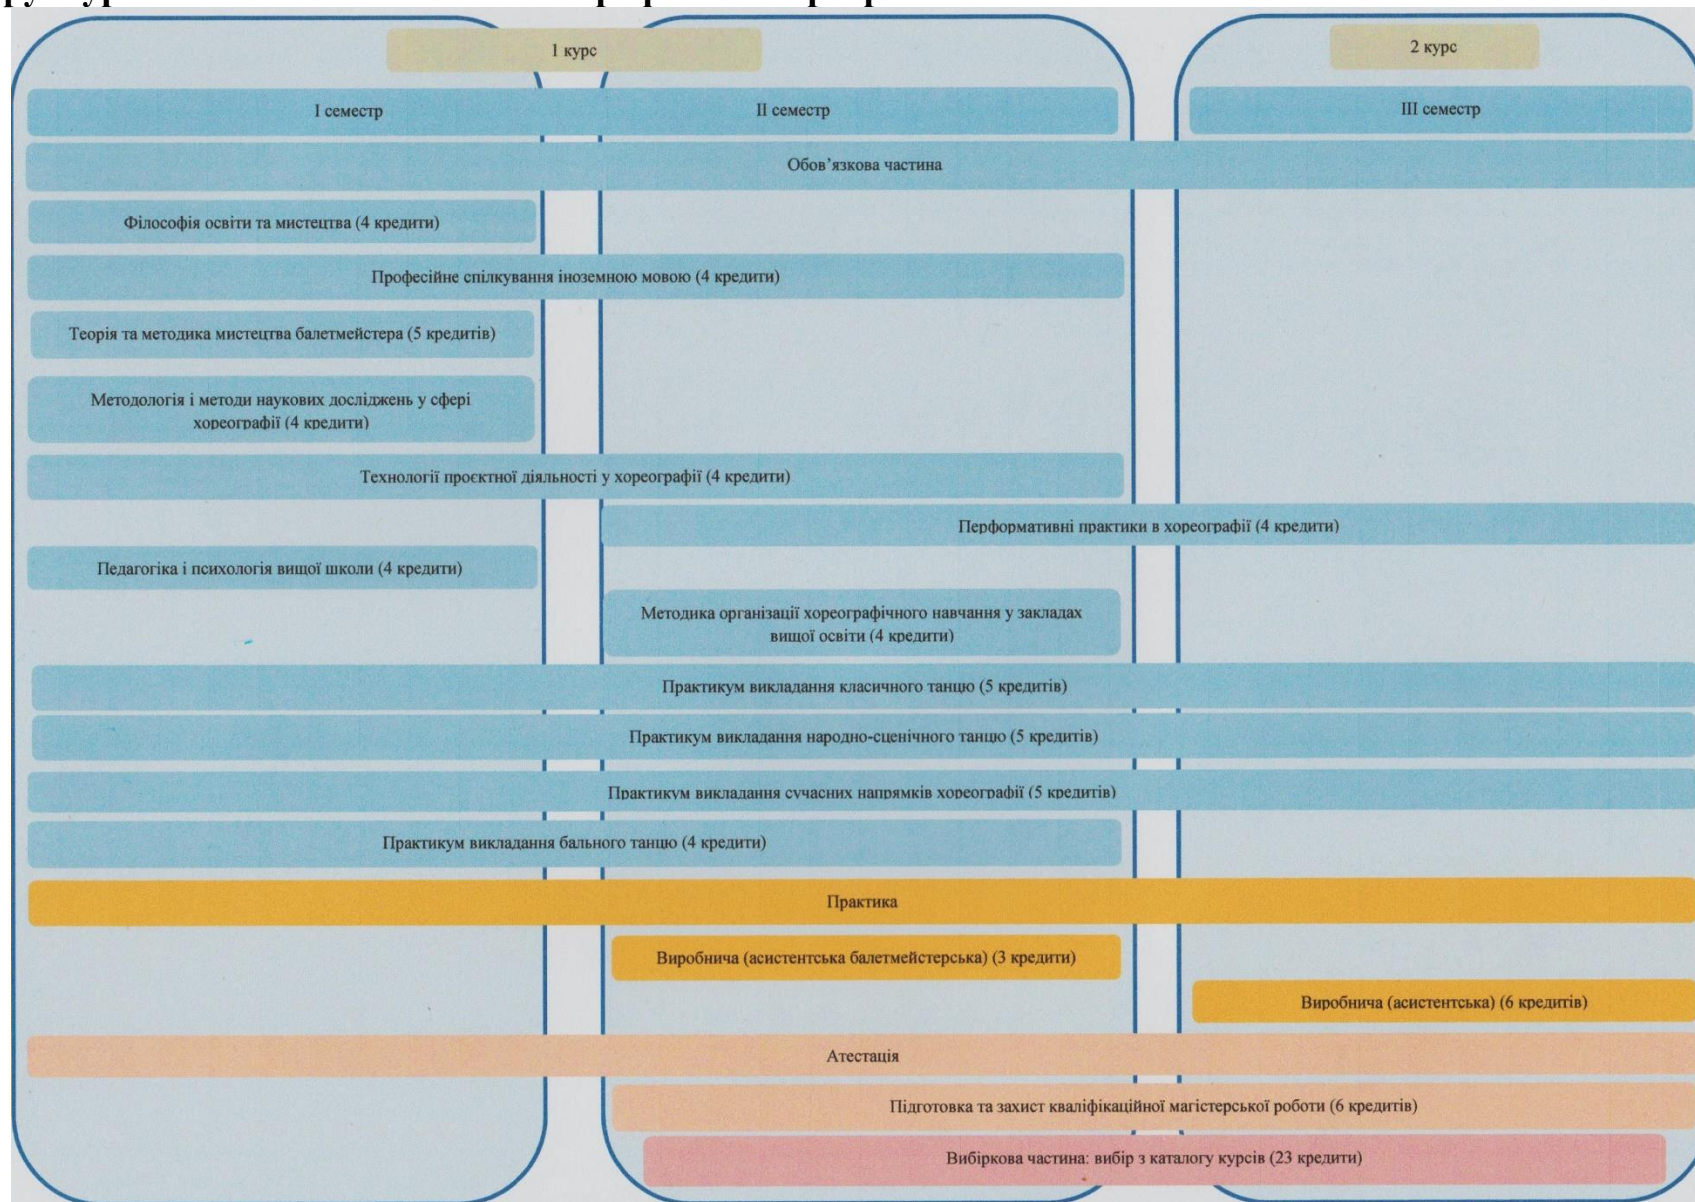 1 курс
2 курс
І семестр
ІІ семестр
ІІІ семестр
Обов’язкова частина
Філософія освіти та мистецтва (4 кредити)
Професійне спілкування іноземною мовою (4 кредити)
Теорія та методика мистецтва балетмейстера (5 кредитів)
Методологія і методи наукових досліджень у сфері
хореографії (4 кредити)
Технології проєктної діяльності у хореографії (4 кредити)
Перформативні практики в хореографії (4 кредити)
Педагогіка і психологія вищої школи (4 кредити)
Методика організації хореографічного навчання у закладах
вищої освіти (4 кредити)
Практикум викладання класичного танцю (5 кредитів)
Практикум викладання народно-сценічного танцю (5 кредитів)
Практикум викладання сучасних напрямків хореографії (5 кредитів)
Практикум викладання бального танцю (4 кредити)
Практика
Виробнича (асистентська балетмейстерська) (3 кредити)
Виробнича (асистентська) (6 кредитів)
Атестація
Підготовка та захист кваліфікаційної магістерської роботи (6 кредитів)
Вибіркова частина: вибір з каталогу курсів (23 кредити)